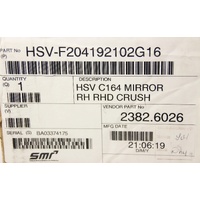 PART NO (P) HSV-F204192102G16
QUANTITY (Q) 1
DESCRIPTION
HSV C164 MIRROR
RH RHD CRUSH
SUPPLIER (V)
VENDOR PART NO
2382.6026
MFG DATE
21:06:19
D/M/Y
SERIAL (S) BA03374175
smr